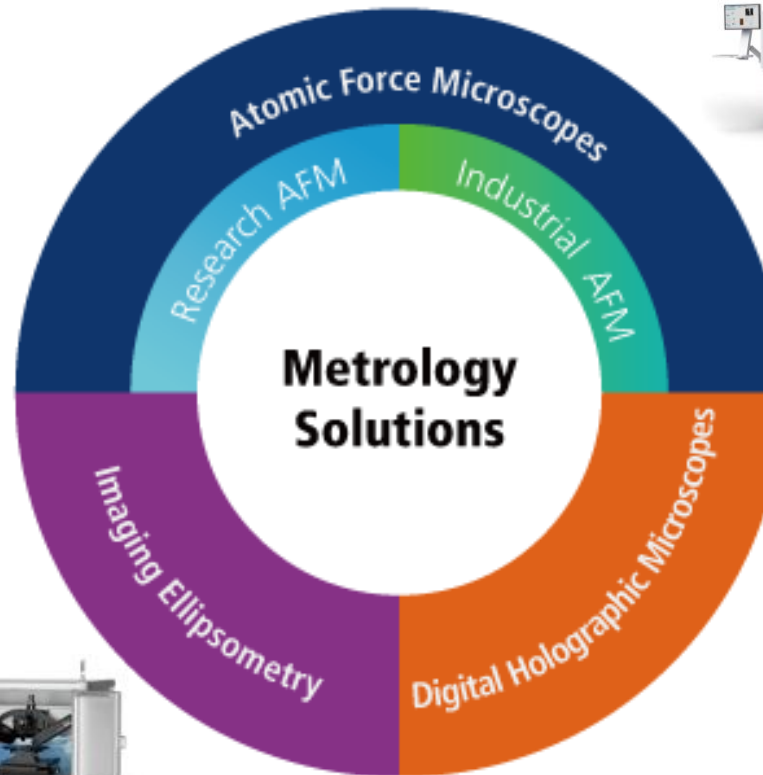 Atomic Force Microscopes
Research AFM
Industrial AFM
Metrology
Solutions
Imaging Ellipsometry
Digital Holographic Microscopes